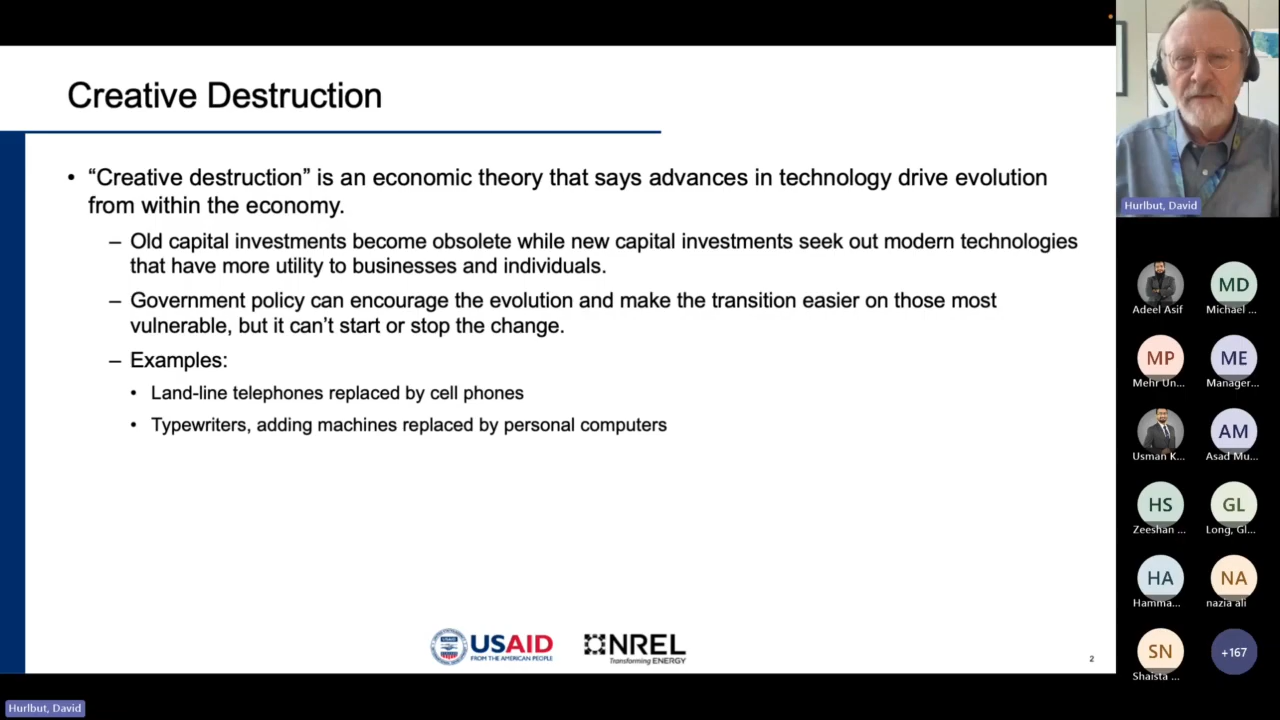 Creative Destruction
• “Creative destruction” is an economic theory that says advances in technology drive evolution
from within the economy.
– Old capital investments become obsolete while new capital investments seek out modern technologies
that have more utility to businesses and individuals.
– Government policy can encourage the evolution and make the transition easier on those most
vulnerable, but it can’t start or stop the change.
– Examples:
• Land-line telephones replaced by cell phones
• Typewriters, adding machines replaced by personal computers
USAID
FROM THE AMERICAN PEOPLE
NREL
Transforming ENERGY
2
Hurlbut, David
Adeel Asif
MD
Michael ...
MP
Mehr Un...
ME
Manager...
Usman K...
AM
Asad Mu...
HS
Zeeshan ...
GL
Long, Gl...
HA
Hamma...
NA
nazia ali
SN
Shaista ...
+167
Hurlbut, David